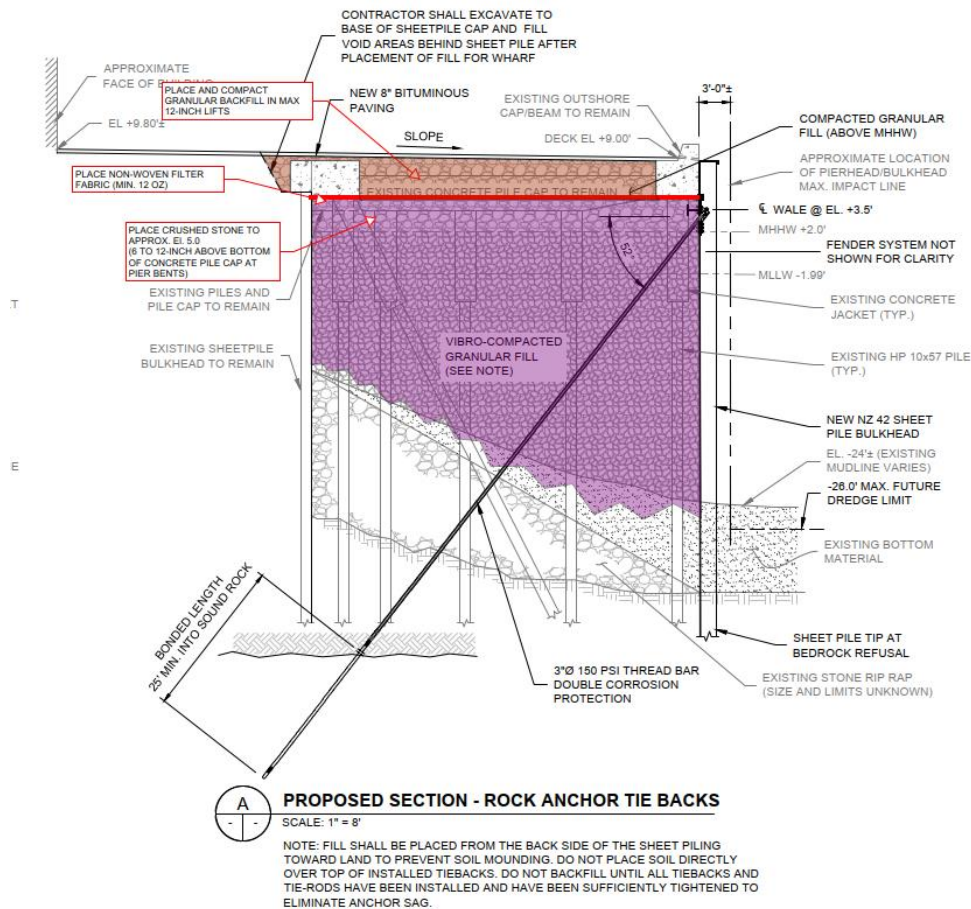 CONTRACTOR SHALL EXCAVATE TO
BASE OF SHEETPILE CAP AND FILL
VOID AREAS BEHIND SHEET PILE AFTER
PLACEMENT OF FILL FOR WHARF
APPROXIMATE
FACE OF
PLACE AND COMPACT
GRANULAR BACKFILL IN MAX
12-INCH LIFTS
NEW 8" BITUMINOUS
PAVING
EXISTING OUTSHORE
CAP/BEAM TO REMAIN
3'-0"±
EL +9.80'±
SLOPE
DECK EL +9.00'
COMPACTED GRANULAR
FILL (ABOVE MHHW)
APPROXIMATE LOCATION
OF PIERHEAD/BULKHEAD
MAX. IMPACT LINE
PLACE NON-WOVEN FILTER
FABRIC (MIN. 12 OZ)
EXISTING CONCRETE PILE CAP TO REMAIN
℄ WALE @ EL. +3.5'
MHHW +2.0'
PLACE CRUSHED STONE TO
APPROX. El. 5.0
(6 TO 12-INCH ABOVE BOTTOM
OF CONCRETE PILE CAP AT
PIER BENTS)
52°
FENDER SYSTEM NOT
SHOWN FOR CLARITY
MLLW -1.99'
EXISTING PILES AND
PILE CAP TO REMAIN
.T
EXISTING CONCRETE
JACKET (TYP.)
EXISTING SHEETPILE
BULKHEAD TO REMAIN
VIBRO-COMPACTED
GRANULAR FILL
(SEE NOTE)
EXISTING HP 10x57 PILE
(TYP.)
NEW NZ 42 SHEET
PILE BULKHEAD
E
EL. -24'± (EXISTING
MUDLINE VARIES)
-26.0' MAX. FUTURE
DREDGE LIMIT
EXISTING BOTTOM
MATERIAL
BONDED LENGTH
25' MIN. INTO SOUND ROCK
SHEET PILE TIP AT
BEDROCK REFUSAL
3"Ø 150 PSI THREAD BAR
DOUBLE CORROSION
PROTECTION
EXISTING STONE RIP RAP
(SIZE AND LIMITS UNKNOWN)
A
- -
PROPOSED SECTION - ROCK ANCHOR TIE BACKS
SCALE: 1" = 8'
NOTE: FILL SHALL BE PLACED FROM THE BACK SIDE OF THE SHEET PILING
TOWARD LAND TO PREVENT SOIL MOUNDING. DO NOT PLACE SOIL DIRECTLY
OVER TOP OF INSTALLED TIEBACKS. DO NOT BACKFILL UNTIL ALL TIEBACKS AND
TIE-RODS HAVE BEEN INSTALLED AND HAVE BEEN SUFFICIENTLY TIGHTENED TO
ELIMINATE ANCHOR SAG.